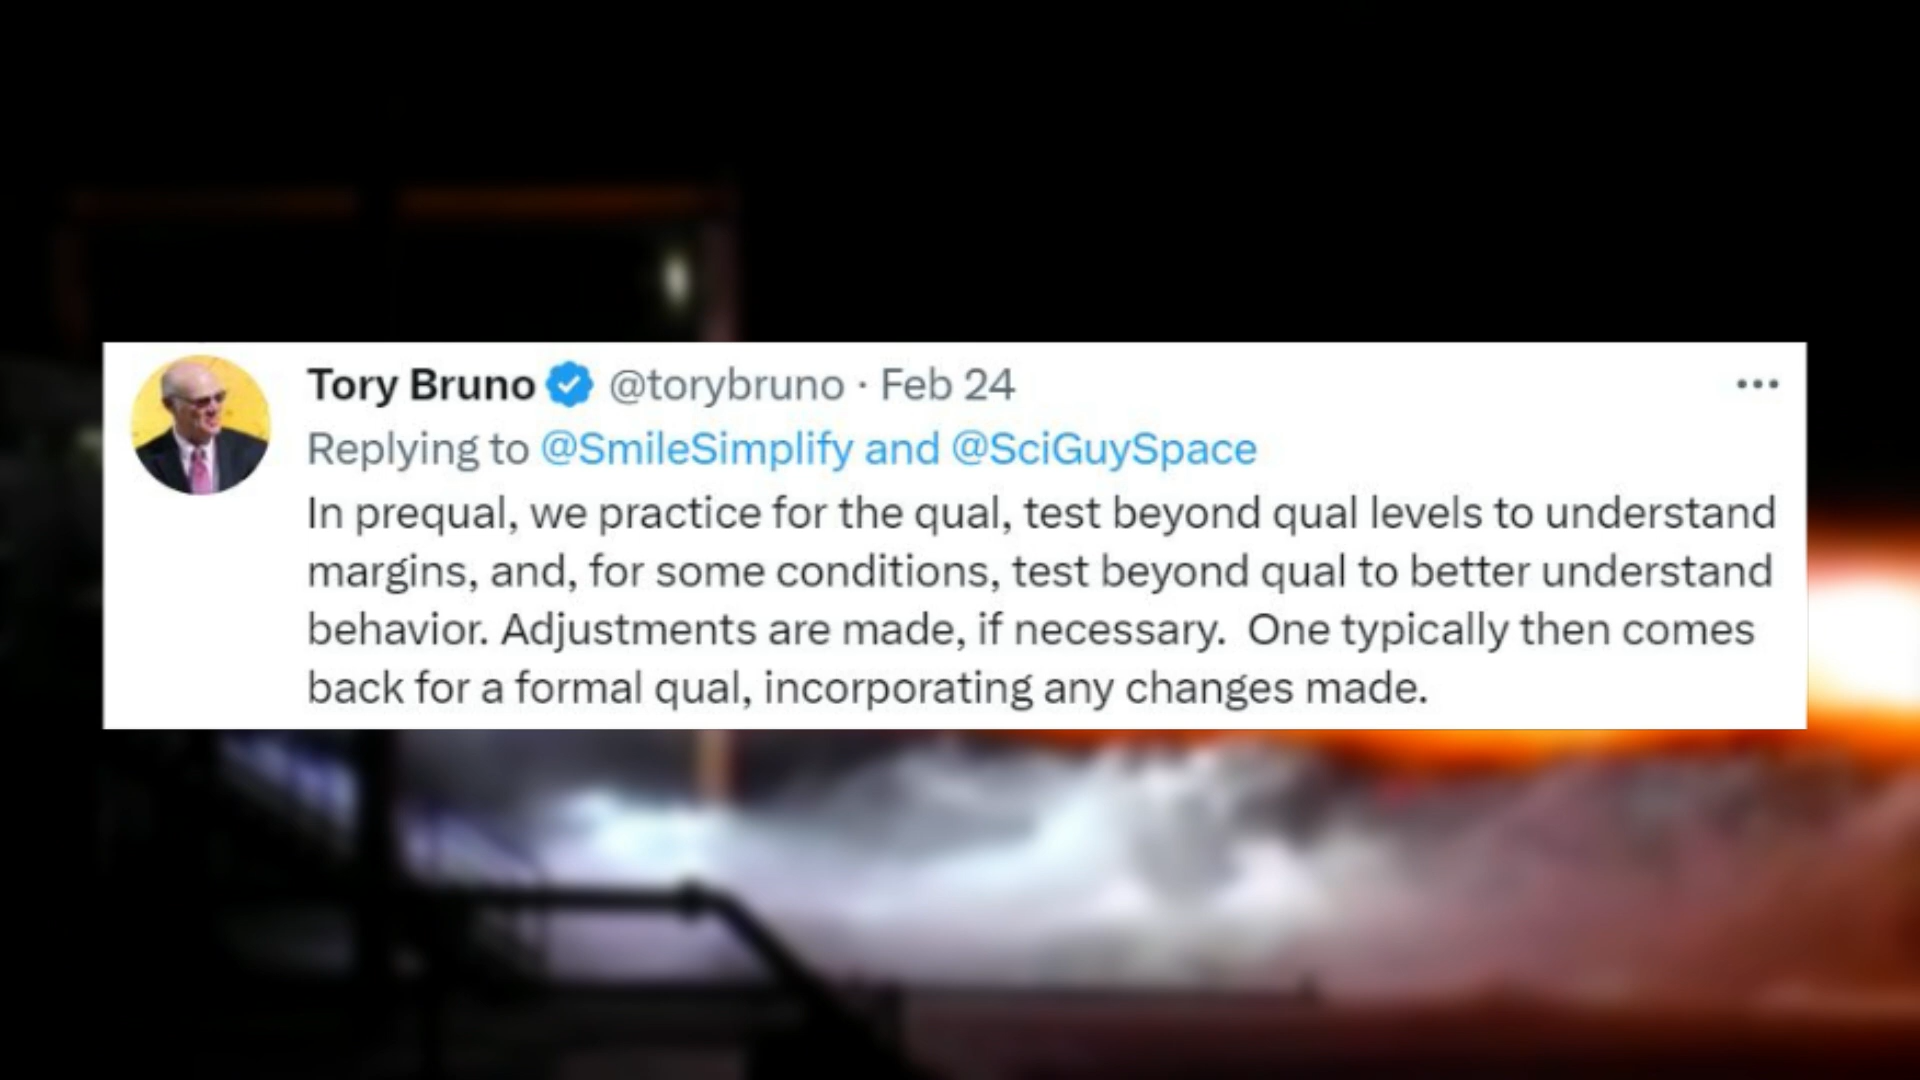 Tory Bruno @torybruno · Feb 24
Replying to @SmileSimplify and @SciGuySpace
In prequal, we practice for the qual, test beyond qual levels to understand
margins, and, for some conditions, test beyond qual to better understand
behavior. Adjustments are made, if necessary.  One typically then comes
back for a formal qual, incorporating any changes made.